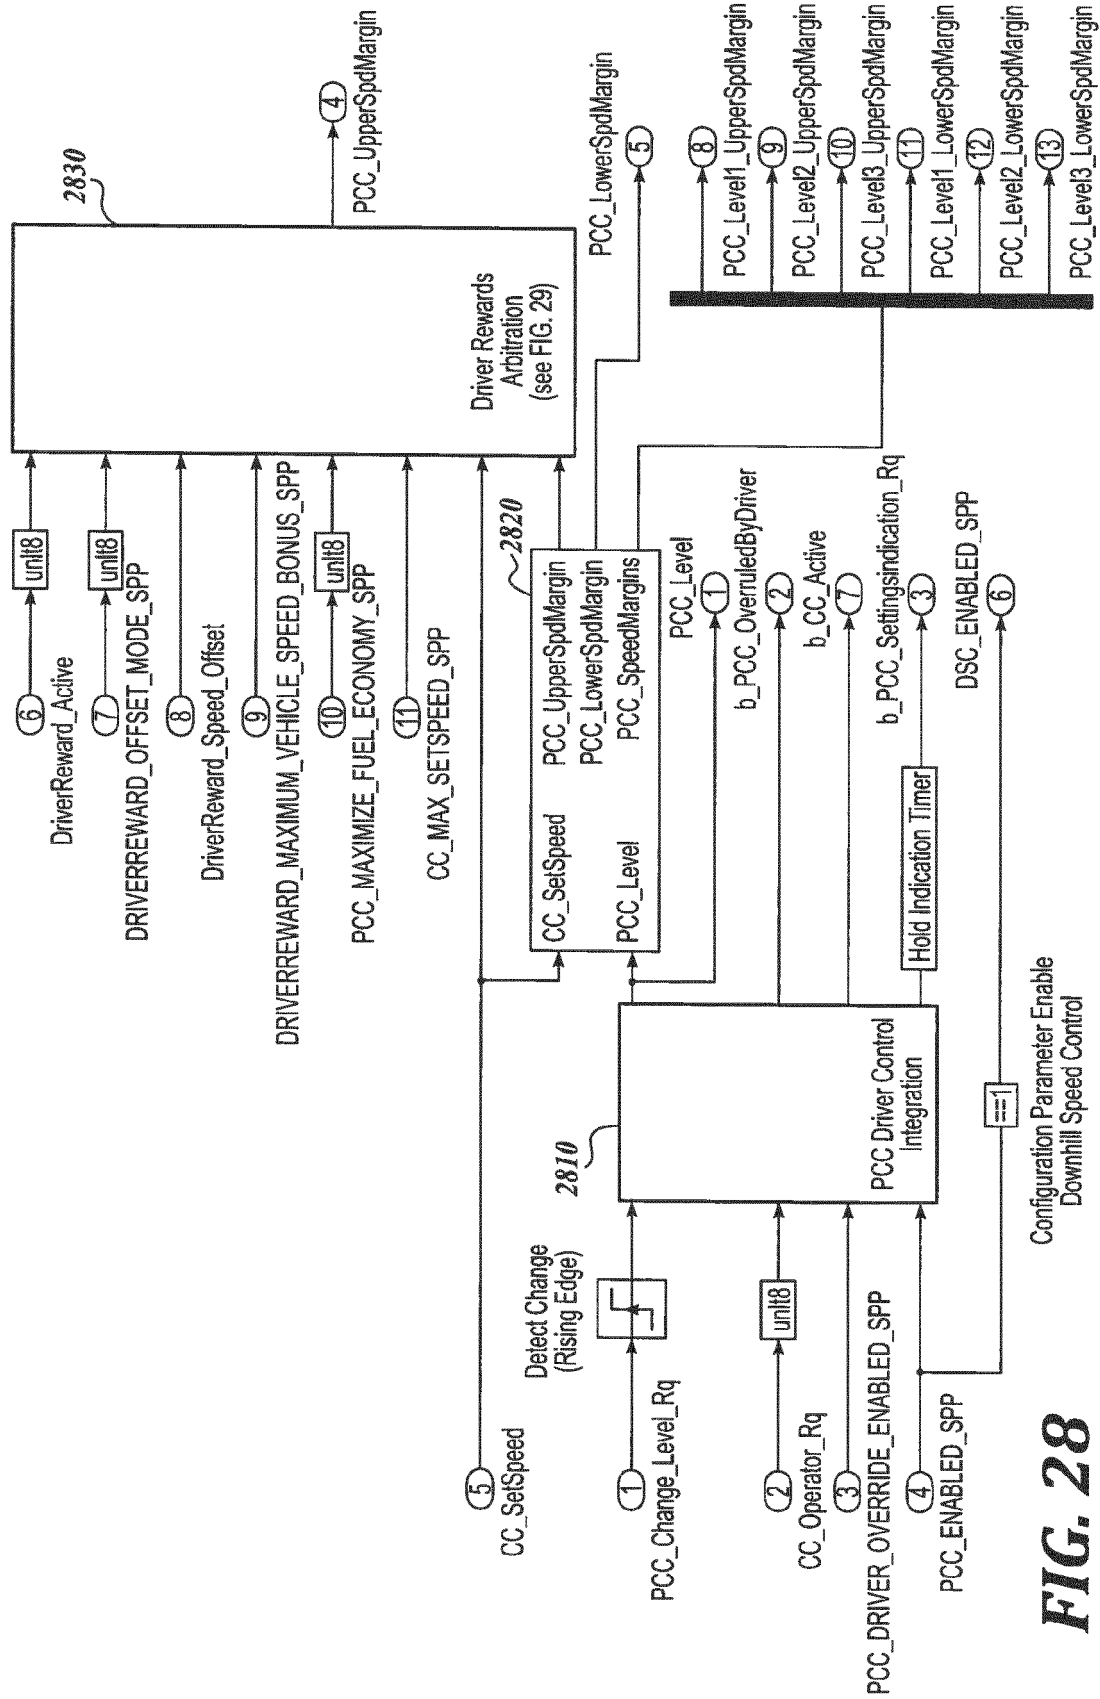 6
DriverReward_Active
unIt8
7
DRIVERREWARD_OFFSET_MODE_SPP
unIt8
8
DriverReward_Speed_Offset
9
DRIVERREWARD_MAXIMUM_VEHICLE_SPEED_BONUS_SPP
10
PCC_MAXIMIZE_FUEL_ECONOMY_SPP
unIt8
11
CC_MAX_SETSPEED_SPP
2830
Driver Rewards
Arbitration
(see FIG. 29)
4
PCC_UpperSpdMargin
5
CC_SetSpeed
2820
CC_SetSpeed
PCC_Level
PCC_UpperSpdMargin
PCC_LowerSpdMargin
PCC_SpeedMargins
PCC_LowerSpdMargin
5
8
PCC_Level1_UpperSpdMargin
9
PCC_Level2_UpperSpdMargin
10
PCC_Level3_UpperSpdMargin
11
PCC_Level1_LowerSpdMargin
12
PCC_Level2_LowerSpdMargin
13
PCC_Level3_LowerSpdMargin
Detect Change
(Rising Edge)
1
PCC_Change_Level_Rq
2
CC_Operator_Rq
unIt8
3
PCC_DRIVER_OVERRIDE_ENABLED_SPP
4
PCC_ENABLED_SPP
2810
PCC Driver Control
Integration
PCC_Level
1
b_PCC_OverruledByDriver
2
b_CC_Active
7
b_PCC_Settingsindication_Rq
Hold Indication Timer
3
DSC_ENABLED_SPP
6
==1
Configuration Parameter Enable
Downhill Speed Control
FIG. 28